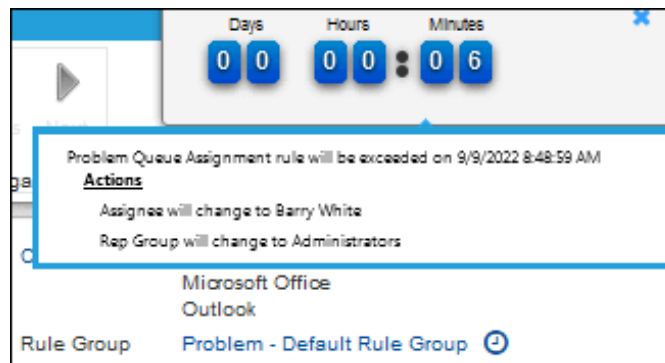 Days Hours Minutes
0 0 0 0 : 0 6
Problem Queue Assignment rule will be exceeded on 9/9/2022 8:48:59 AM
Actions
Assignee will change to Barry White
Rep Group will change to Administrators
Microsoft Office
Outlook
Rule Group Problem - Default Rule Group